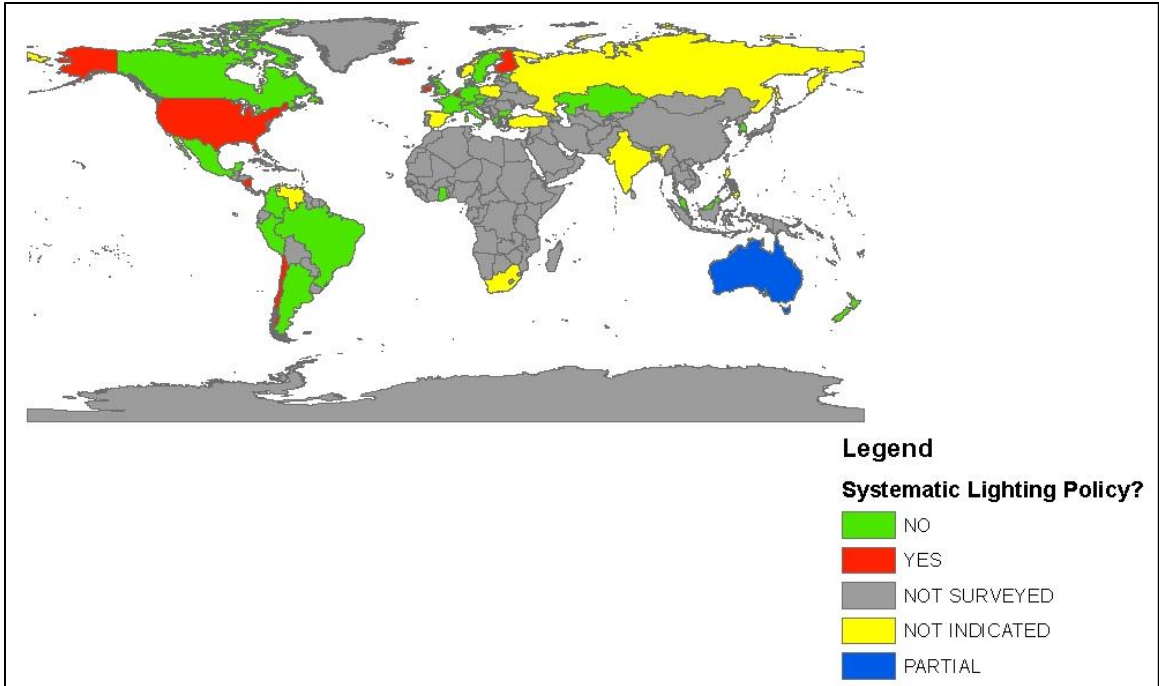 Legend
Systematic Lighting Policy?
NO
YES
NOT SURVEYED
NOT INDICATED
PARTIAL